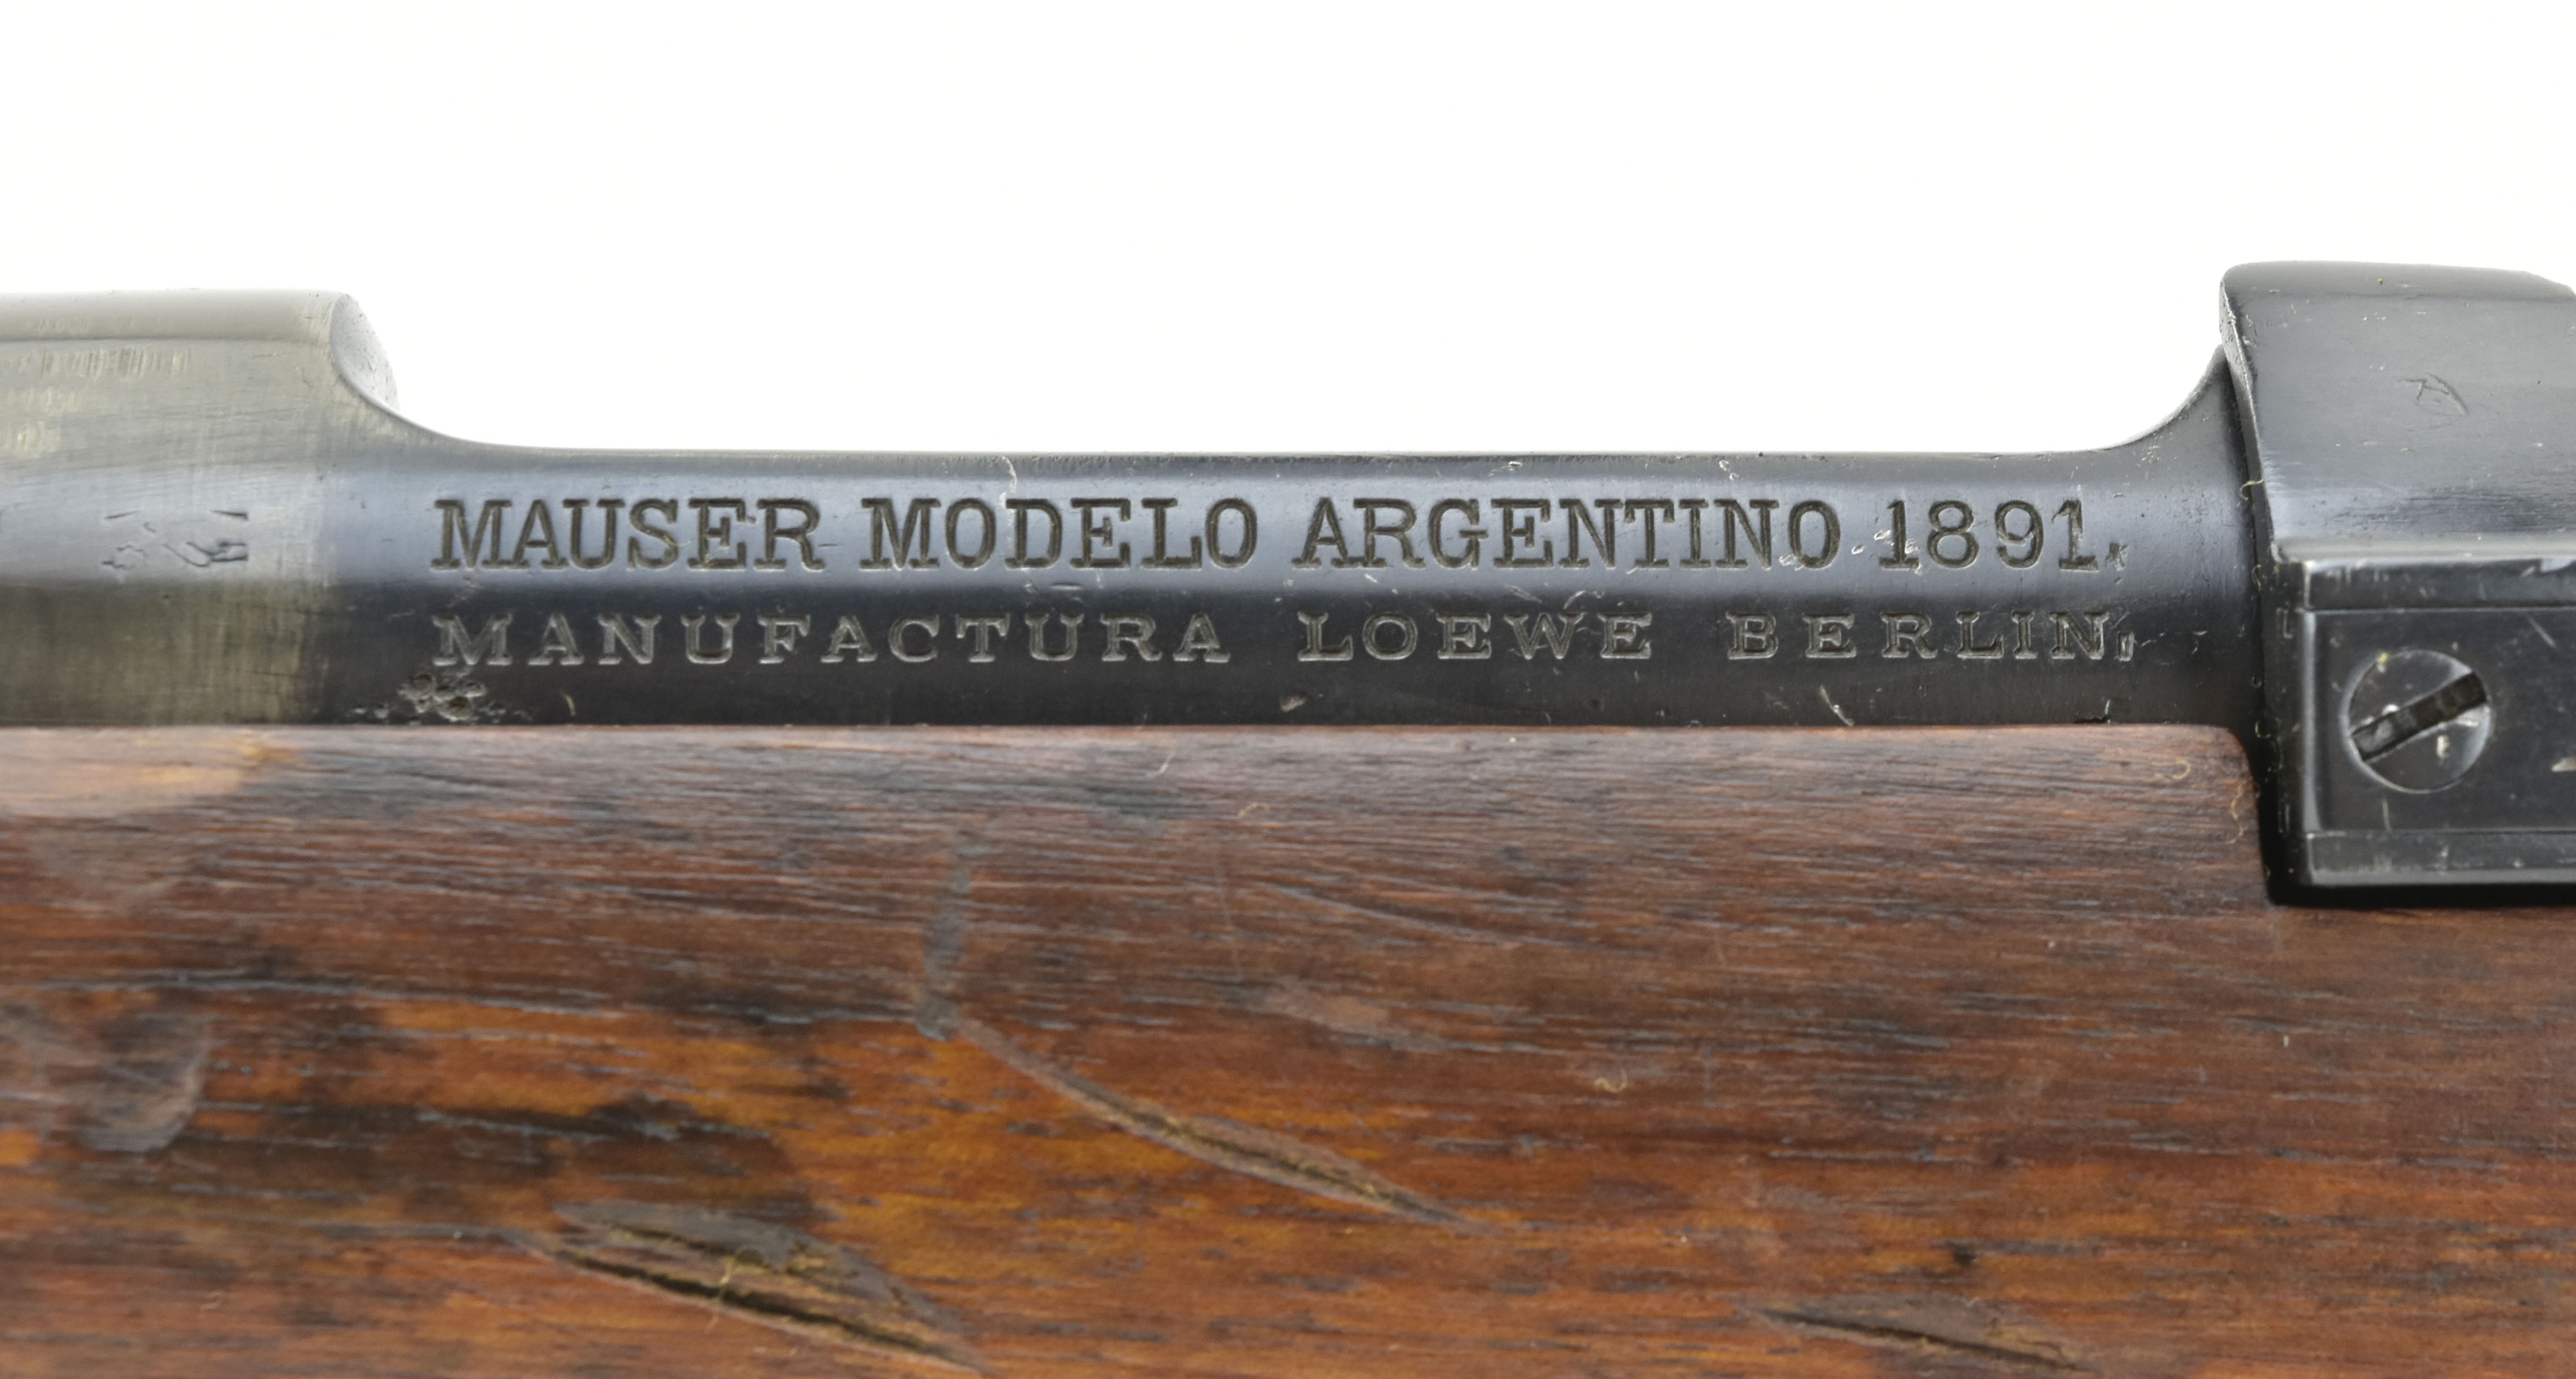 MAUSER MODELO ARGENTINO 1891.
MANUFACTURA LOEWE BERLIN.